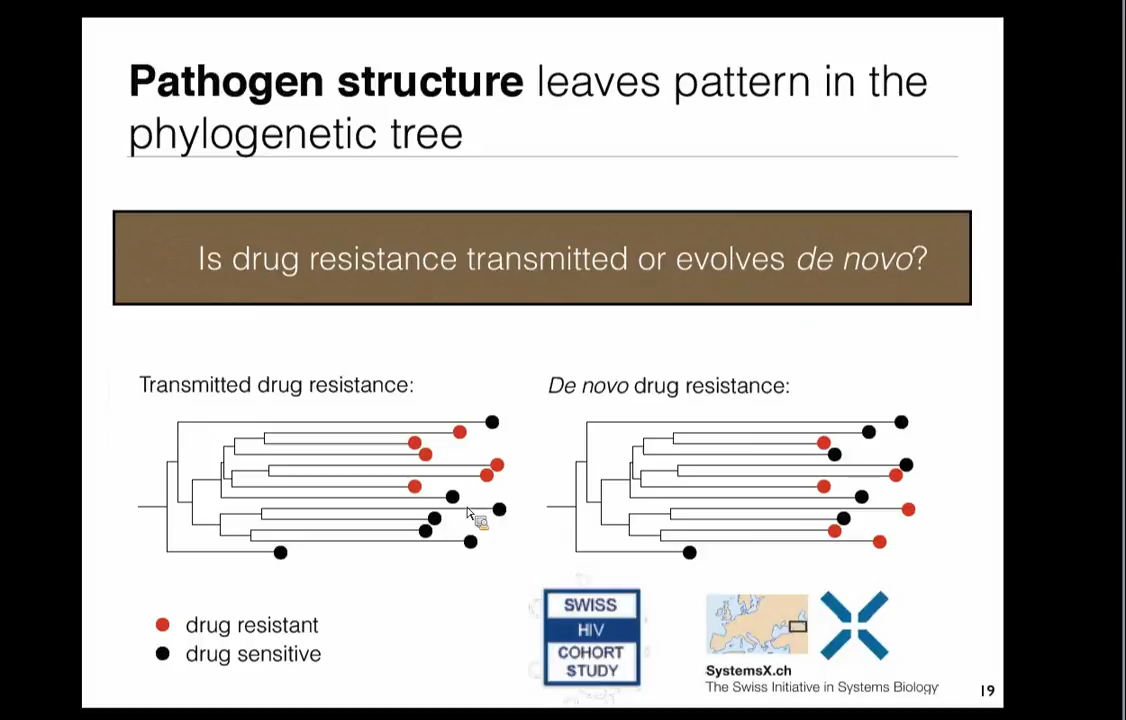 Pathogen structure leaves pattern in the
phylogenetic tree
Is drug resistance transmitted or evolves de novo?
Transmitted drug resistance:
De novo drug resistance:
drug resistant
drug sensitive
SWISS
HIV
COHORT
STUDY
SystemsX.ch
The Swiss Initiative in Systems Biology
19